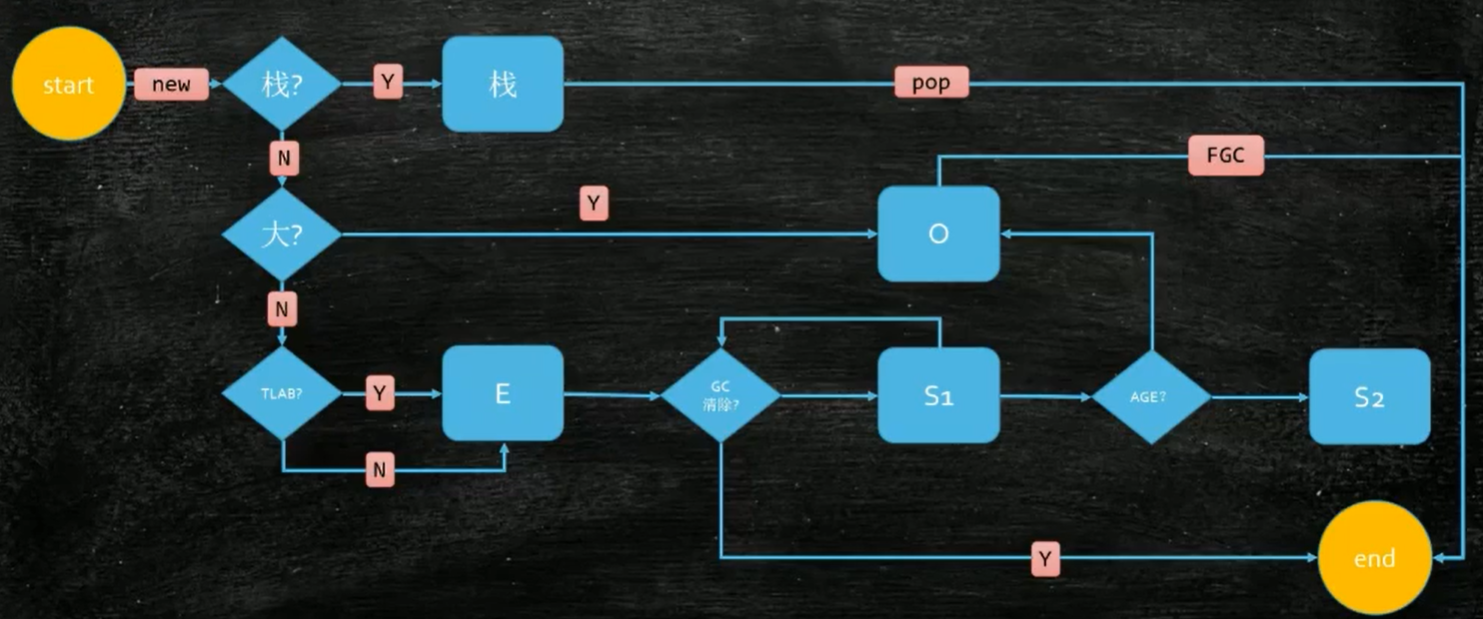 start
new
栈?
Y
栈
pop
N
FGC
大?
Y
O
N
TLAB?
Y
E
GC
清除?
S1
AGE?
S2
N
Y
end